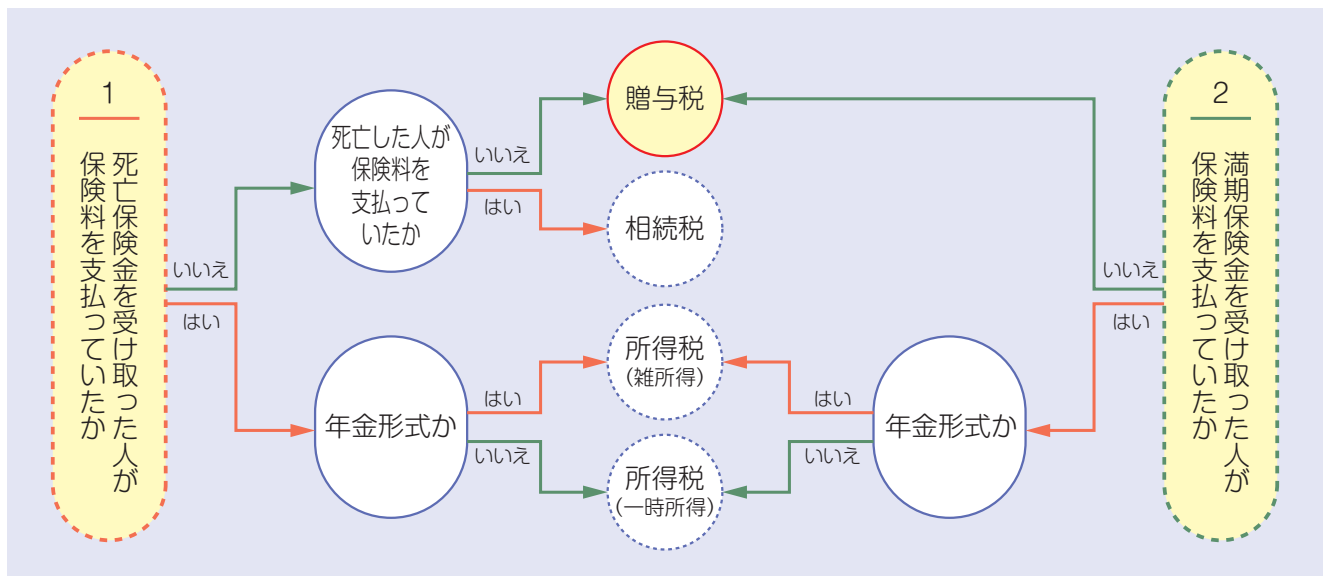 1
死亡保険金を受け取った人が
保険料を支払っていたか
いいえ
はい
死亡した人が
保険料を
支払って
いたか
いいえ
はい
年金形式か
はい
いいえ
贈与税
相続税
所得税
(雑所得)
所得税
(一時所得)
年金形式か
はい
いいえ
いいえ
はい
2
満期保険金を受け取った人が
保険料を支払っていたか